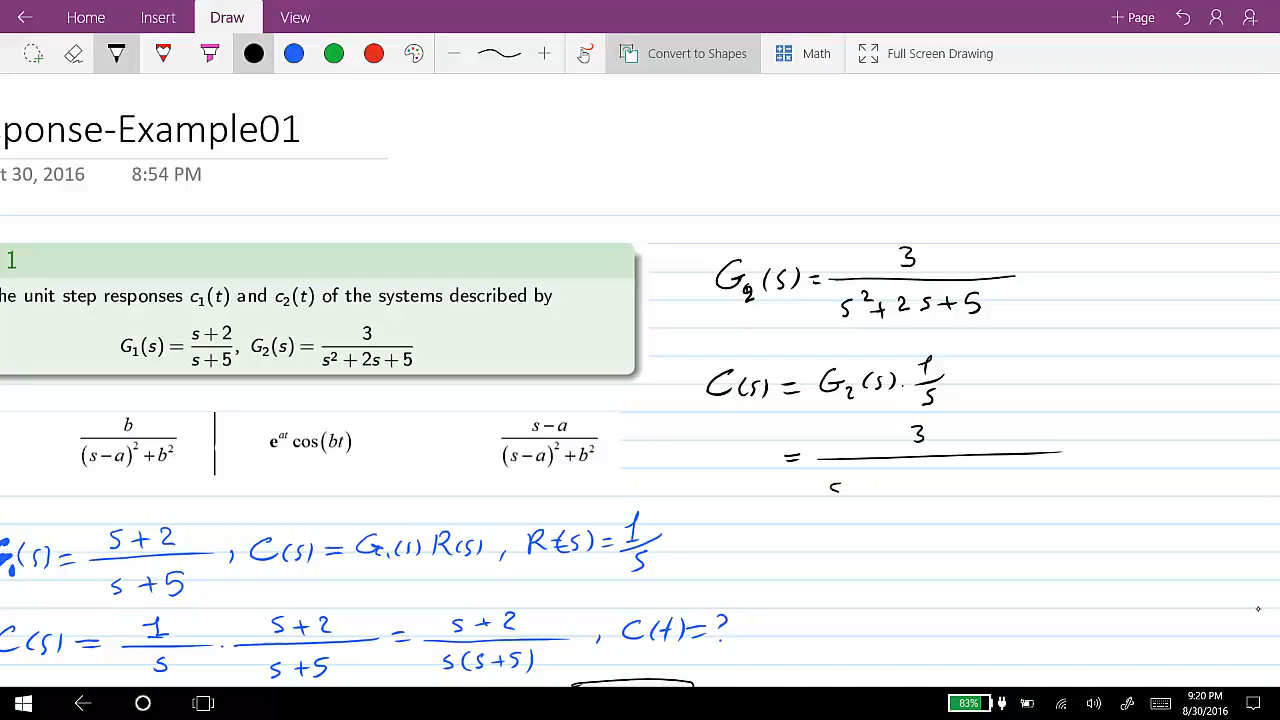 Home Insert Draw View Page
Convert to Shapes Math Full Screen Drawing
sponse-Example01
t 30, 2016 8:54 PM
1
he unit step responses c₁(t) and c₂(t) of the systems described by
G₁(s) = (s+2)/(s+5), G₂(s) = 3/(s²+2s+5)
b/((s−a)²+b²) | e^{at} cos(bt) (s−a)/((s−a)²+b²)
G₂(s) = 3/(s²+2s+5)
C(s) = G₂(s)·1/s
= 3/s
G₁(s) = (s+2)/(s+5), C(s) = G₁(s) R(s), R(s) = 1/s
C(s) = 1/s · (s+2)/(s+5) = (s+2)/(s(s+5)), C(t)=?
83% 9:20 PM
8/30/2016